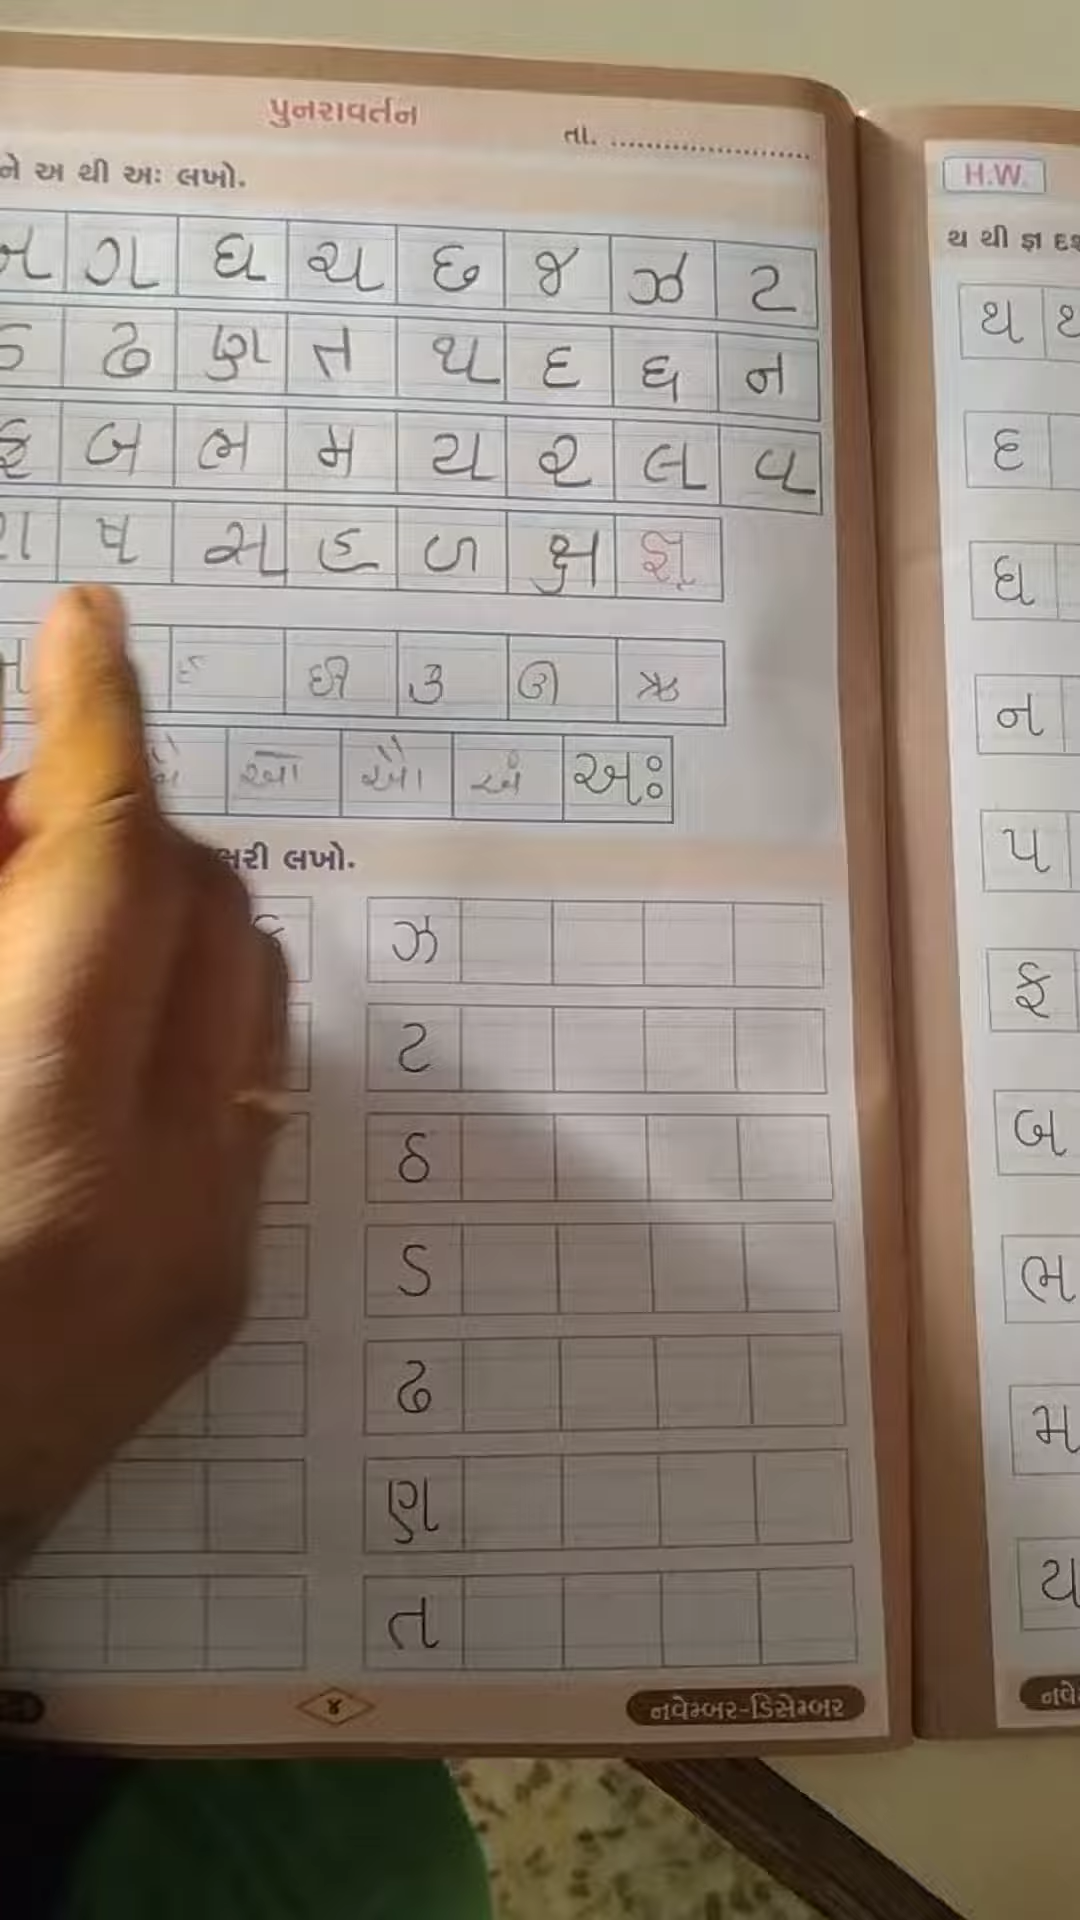 પુનરાવર્તન
તા. ......................
ને અ થી અઃ લખો.
ગ ઘ ચ છ જ ઝ ટ
ઢ ણ ત થ દ ધ ન
ફ બ ભ મ ય ર લ વ
ષ સ હ ળ ક્ષ જ્ઞ
ઈ ઉ ઊ ઋ
ઔ અં અઃ
લખો.
ઝ
ટ
ઠ
ડ
ઢ
ણ
ત
૪
નવેમ્બર-ડિસેમ્બર
H.W.
થ થી જ્ઞ
થ
દ
ધ
ન
પ
ફ
બ
ભ
મ
ય